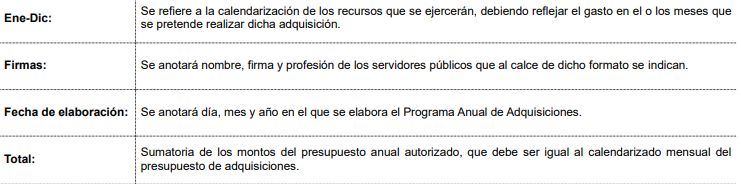 Ene-Dic:
Se refiere a la calendarización de los recursos que se ejercerán, debiendo reflejar el gasto en el o los meses que
se pretende realizar dicha adquisición.
Firmas:
Se anotará nombre, firma y profesión de los servidores públicos que al calce de dicho formato se indican.
Fecha de elaboración:
Se anotará día, mes y año en el que se elabora el Programa Anual de Adquisiciones.
Total:
Sumatoria de los montos del presupuesto anual autorizado, que debe ser igual al calendarizado mensual del
presupuesto de adquisiciones.